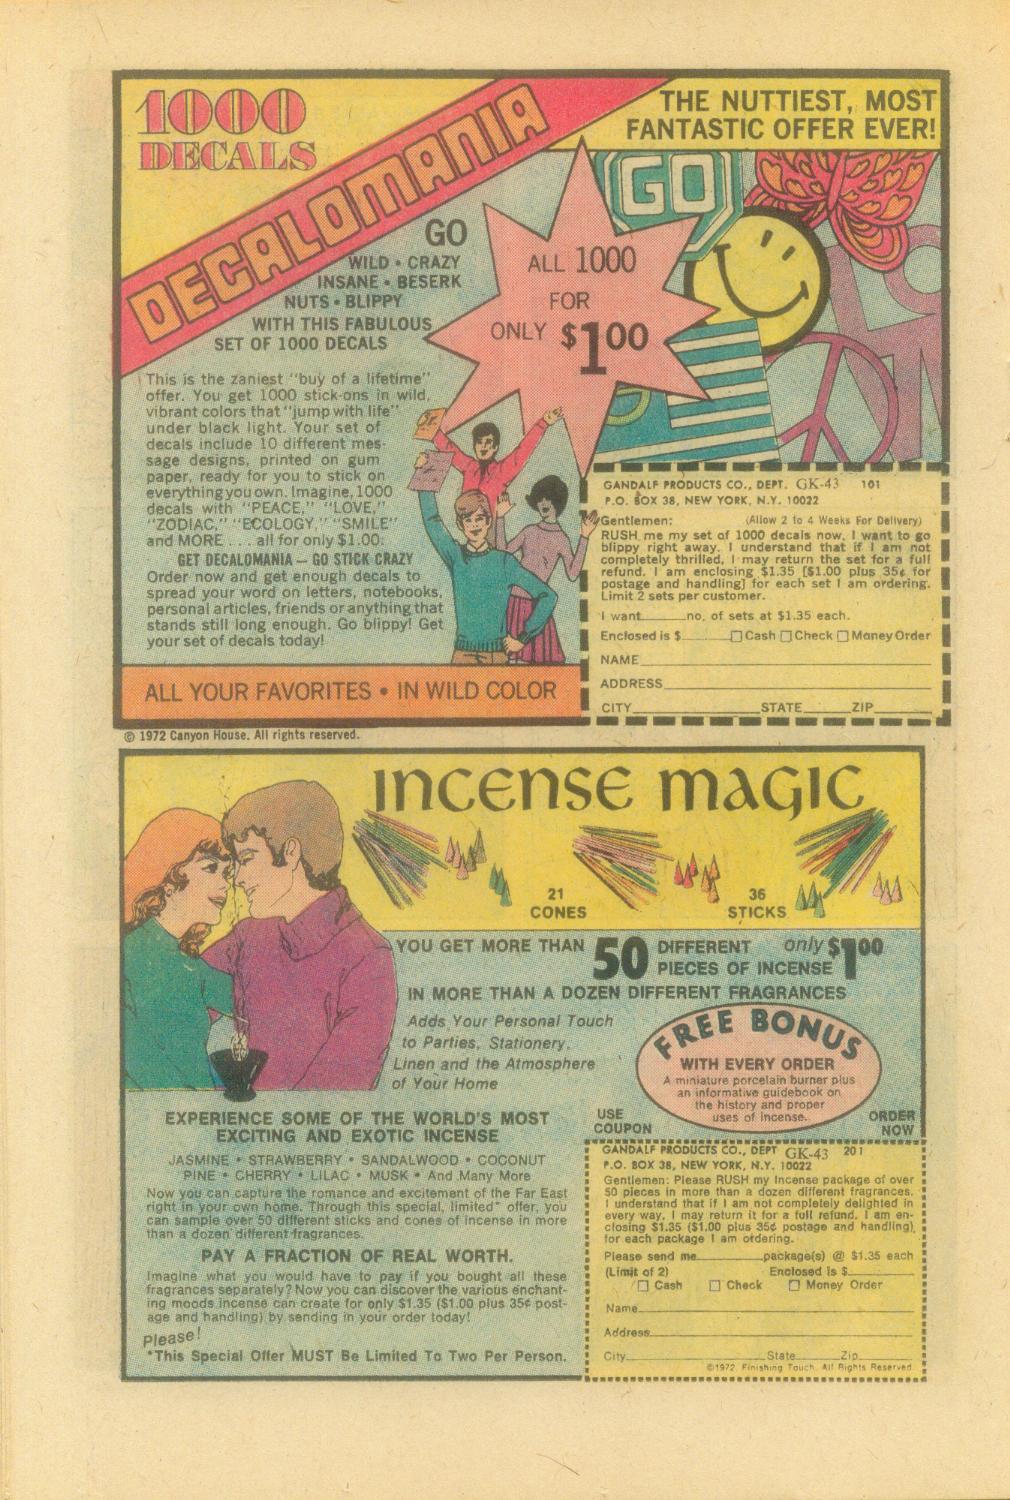 1000
DECALS
DECALOMANIA
THE NUTTIEST, MOST
FANTASTIC OFFER EVER!
GO
GO
WILD • CRAZY
INSANE • BESERK
NUTS • BLIPPY
WITH THIS FABULOUS
SET OF 1000 DECALS
ALL 1000
FOR
ONLY $1.00
This is the zaniest "buy of a lifetime"
offer. You get 1000 stick-ons in wild,
vibrant colors that "jump with life"
under black light. Your set of
decals include 10 different mes-
sage designs, printed on gum
paper, ready for you to stick on
everything you own. Imagine, 1000
decals with "PEACE," "LOVE,"
"ZODIAC," "ECOLOGY," "SMILE"
and MORE ... all for only $1.00:
GET DECALOMANIA — GO STICK CRAZY
Order now and get enough decals to
spread your word on letters, notebooks,
personal articles, friends or anything that
stands still long enough. Go blippy! Get
your set of decals today!
ALL YOUR FAVORITES • IN WILD COLOR
GANDALF PRODUCTS CO., DEPT. GK-43 101
P.O. BOX 38, NEW YORK, N.Y. 10022
Gentlemen: (Allow 2 to 4 Weeks For Delivery)
RUSH me my set of 1000 decals now. I want to go
blippy right away. I understand that if I am not
completely thrilled, I may return the set for a full
refund. I am enclosing $1.35 [$1.00 plus 35¢ for
postage and handling] for each set I am ordering.
Limit 2 sets per customer.
I want______no. of sets at $1.35 each.
Enclosed is $______ □ Cash □ Check □ Money Order
NAME
ADDRESS
CITY______STATE______ZIP______
© 1972 Canyon House. All rights reserved.
INCENSE MAGIC
21
CONES
36
STICKS
YOU GET MORE THAN 50 DIFFERENT only $1.00
PIECES OF INCENSE
IN MORE THAN A DOZEN DIFFERENT FRAGRANCES
Adds Your Personal Touch
to Parties, Stationery,
Linen and the Atmosphere
of Your Home
FREE BONUS
WITH EVERY ORDER
A miniature porcelain burner plus
an informative guidebook on
the history and proper
uses of incense.
USE
COUPON
ORDER
NOW
EXPERIENCE SOME OF THE WORLD'S MOST
EXCITING AND EXOTIC INCENSE
JASMINE • STRAWBERRY • SANDALWOOD • COCONUT
PINE • CHERRY • LILAC • MUSK • And Many More
Now you can capture the romance and excitement of the Far East
right in your own home. Through this special, limited* offer, you
can sample over 50 different sticks and cones of incense in more
than a dozen different fragrances.
PAY A FRACTION OF REAL WORTH.
Imagine what you would have to pay if you bought all these
fragrances separately? Now you can discover the various enchant-
ing moods incense can create for only $1.35 ($1.00 plus 35¢ post-
age and handling) by sending in your order today!
Please!
*This Special Offer MUST Be Limited To Two Per Person.
GANDALF PRODUCTS CO., DEPT GK-43 201
P.O. BOX 38, NEW YORK, N.Y. 10022
Gentlemen: Please RUSH my Incense package of over
50 pieces in more than a dozen different fragrances.
I understand that if I am not completely delighted in
every way, I may return it for a full refund. I am en-
closing $1.35 ($1.00 plus 35¢ postage and handling),
for each package I am ordering.
Please send me______package(s) @ $1.35 each
(Limit of 2) Enclosed is $______
□ Cash □ Check □ Money Order
Name
Address
City______State______Zip______
©1972, Finishing Touch. All Rights Reserved